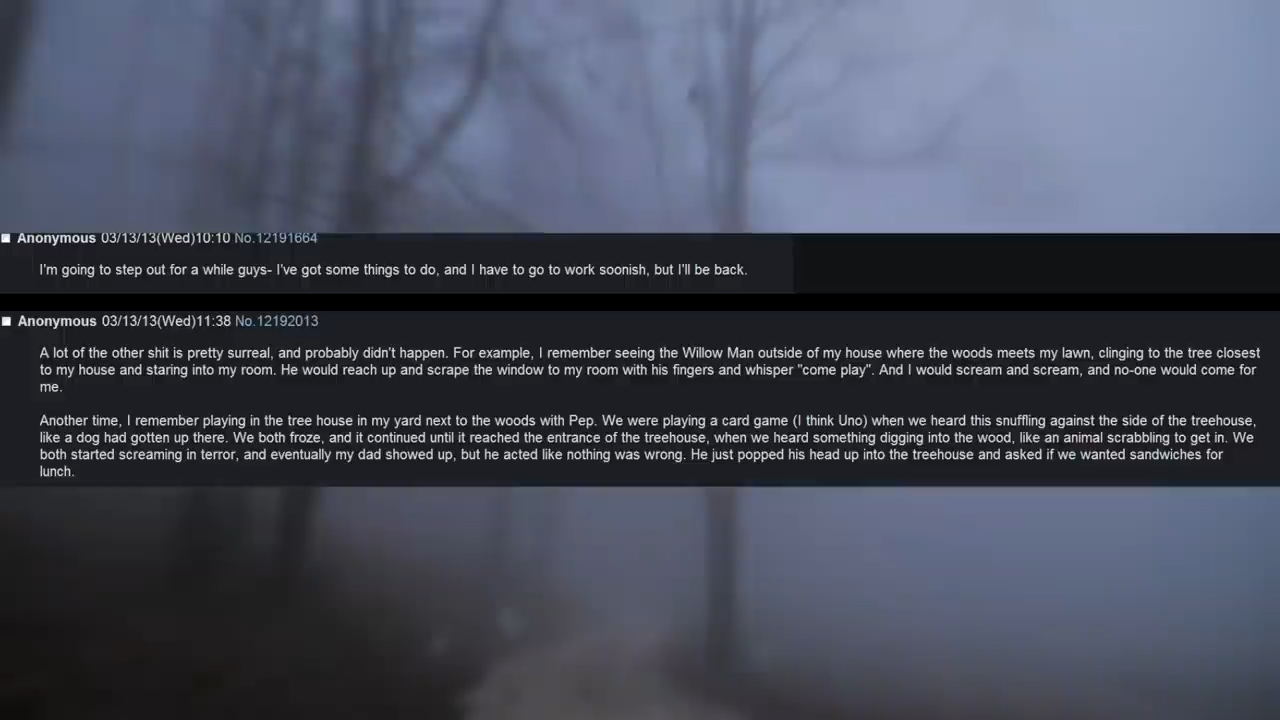 Anonymous 03/13/13(Wed)10:10 No.12191664
I'm going to step out for a while guys- I've got some things to do, and I have to go to work soonish, but I'll be back.
Anonymous 03/13/13(Wed)11:38 No.12192013
A lot of the other shit is pretty surreal, and probably didn't happen. For example, I remember seeing the Willow Man outside of my house where the woods meets my lawn, clinging to the tree closest
to my house and staring into my room. He would reach up and scrape the window to my room with his fingers and whisper "come play". And I would scream and scream, and no-one would come for
me.
Another time, I remember playing in the tree house in my yard next to the woods with Pep. We were playing a card game (I think Uno) when we heard this snuffling against the side of the treehouse,
like a dog had gotten up there. We both froze, and it continued until it reached the entrance of the treehouse, when we heard something digging into the wood, like an animal scrabbling to get in. We
both started screaming in terror, and eventually my dad showed up, but he acted like nothing was wrong. He just popped his head up into the treehouse and asked if we wanted sandwiches for
lunch.